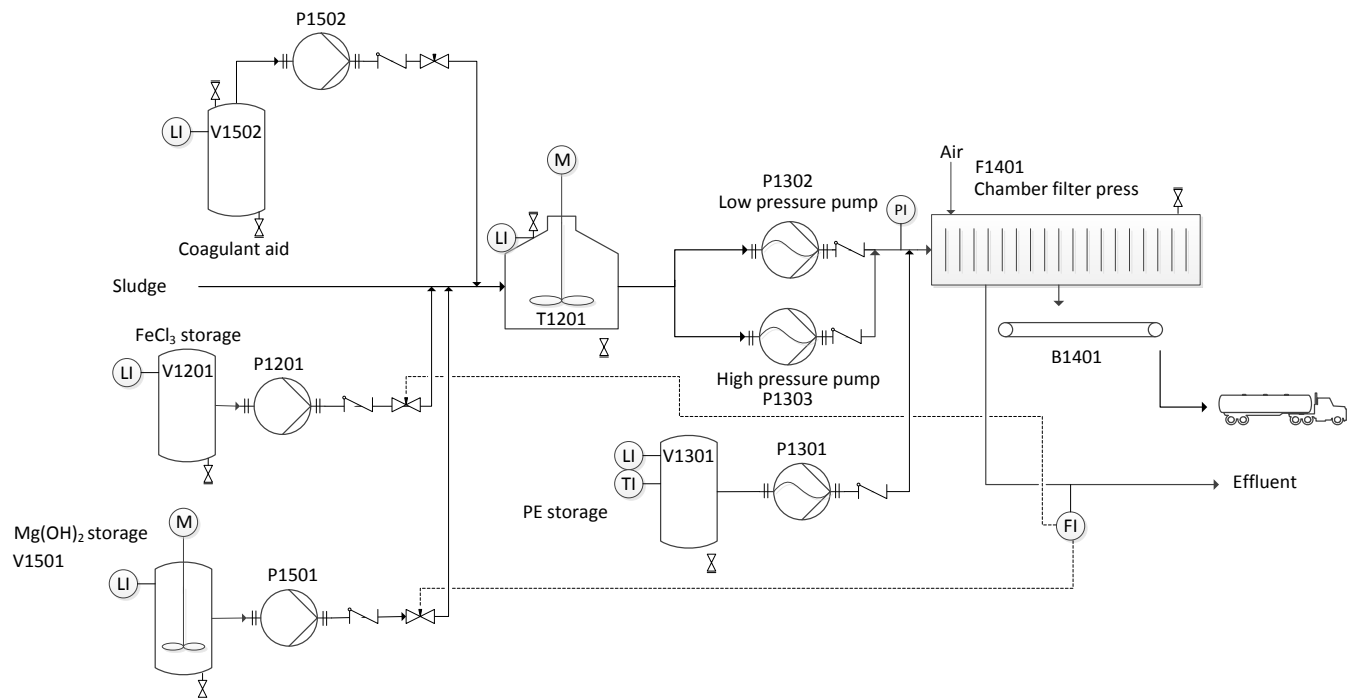 P1502
LI
V1502
Coagulant aid
M
LI
T1201
P1302
Low pressure pump
PI
Air
F1401
Chamber filter press
Sludge
FeCl₃ storage
LI
V1201
P1201
High pressure pump
P1303
B1401
LI
TI
V1301
P1301
PE storage
Effluent
FI
Mg(OH)₂ storage
V1501
M
LI
P1501